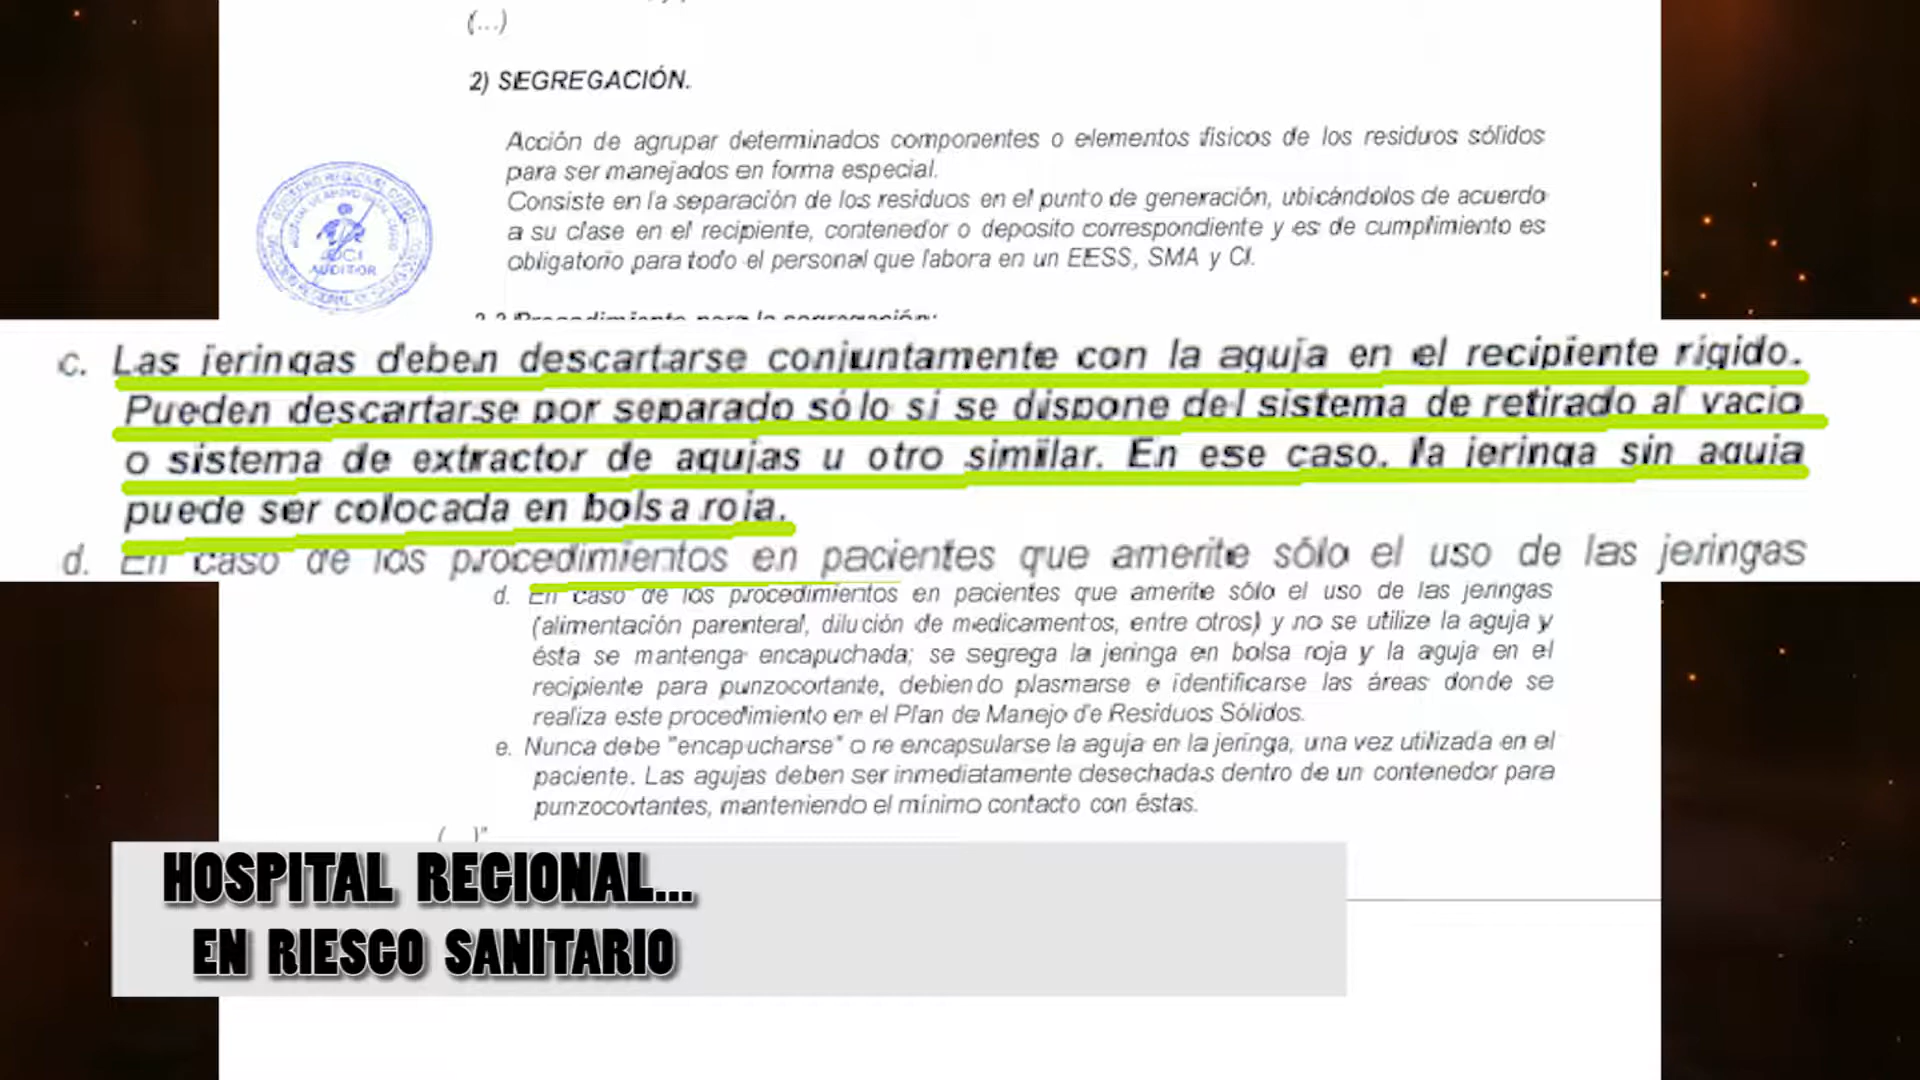 (...)
2) SEGREGACIÓN.
Acción de agrupar determinados componentes o elementos físicos de los residuos sólidos
para ser manejados en forma especial.
Consiste en la separación de los residuos en el punto de generación, ubicándolos de acuerdo
a su clase en el recipiente, contenedor o deposito correspondiente y es de cumplimiento es
obligatorio para todo el personal que labora en un EESS, SMA y CI.
AUDITOR
Procedimiento para la segregación:
c. Las jeringas deben descartarse conjuntamente con la aguja en el recipiente rígido.
Pueden descartarse por separado sólo si se dispone del sistema de retirado al vacio
o sistema de extractor de agujas u otro similar. En ese caso, la jeringa sin aguja
puede ser colocada en bolsa roja.
d. En caso de los procedimientos en pacientes que amerite sólo el uso de las jeringas
d. En caso de los procedimientos en pacientes que amerite sólo el uso de las jeringas
(alimentación parenteral, dilución de medicamentos, entre otros) y no se utilize la aguja y
ésta se mantenga encapuchada; se segrega la jeringa en bolsa roja y la aguja en el
recipiente para punzocortante, debiendo plasmarse e identificarse las áreas donde se
realiza este procedimiento en el Plan de Manejo de Residuos Sólidos.
e. Nunca debe "encapucharse" o re encapsularse la aguja en la jeringa, una vez utilizada en el
paciente. Las agujas deben ser inmediatamente desechadas dentro de un contenedor para
punzocortantes, manteniendo el mínimo contacto con éstas.
(...)"
HOSPITAL REGIONAL...
EN RIESGO SANITARIO